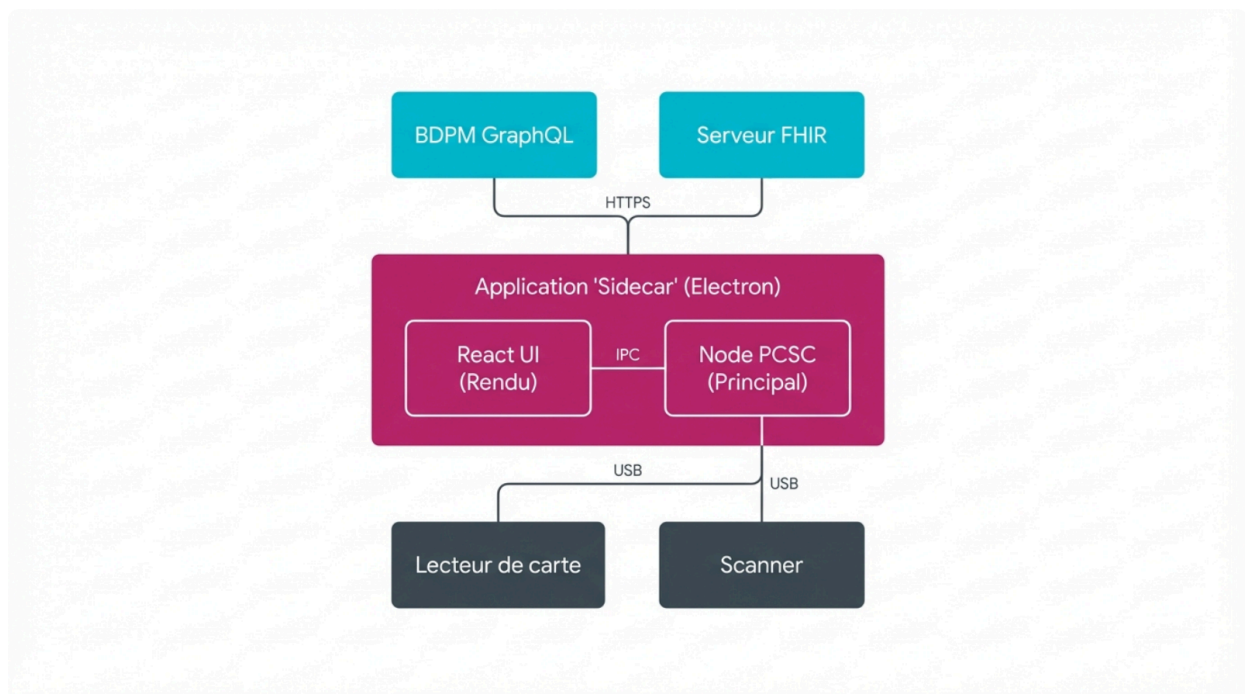 BDPM GraphQL
Serveur FHIR
HTTPS
Application 'Sidecar' (Electron)
React UI
(Rendu)
IPC
Node PCSC
(Principal)
USB
USB
Lecteur de carte
Scanner